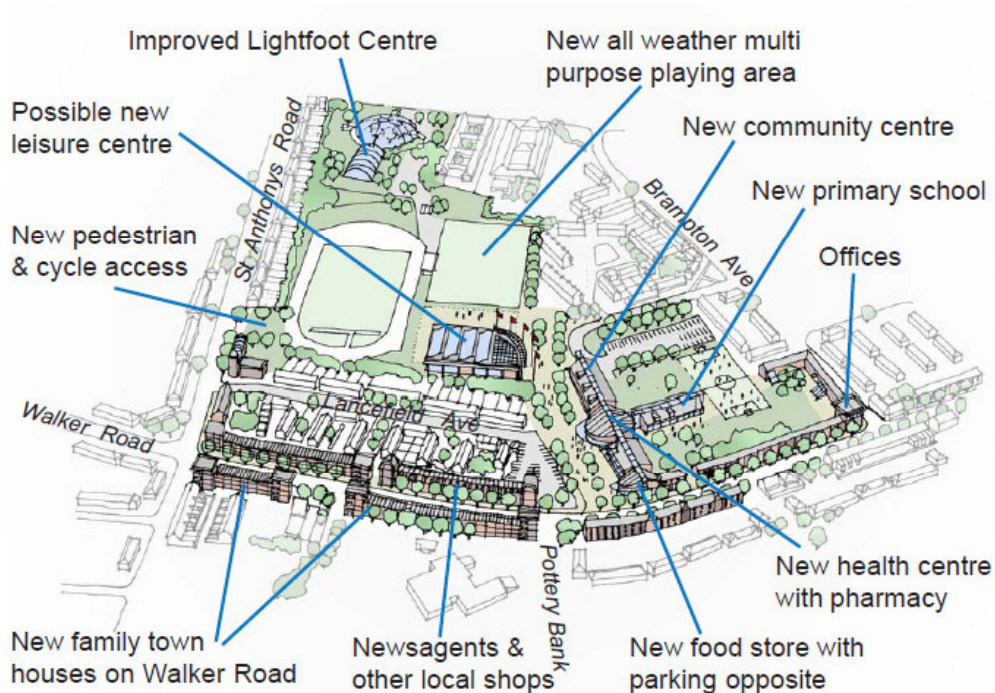 Improved Lightfoot Centre
New all weather multi
purpose playing area
Possible new
leisure centre
New community centre
New primary school
New pedestrian
& cycle access
Offices
St Anthonys Road
Brampton Ave
Walker Road
Lancefield Ave
Pottery Bank
New family town
houses on Walker Road
Newsagents &
other local shops
New health centre
with pharmacy
New food store with
parking opposite